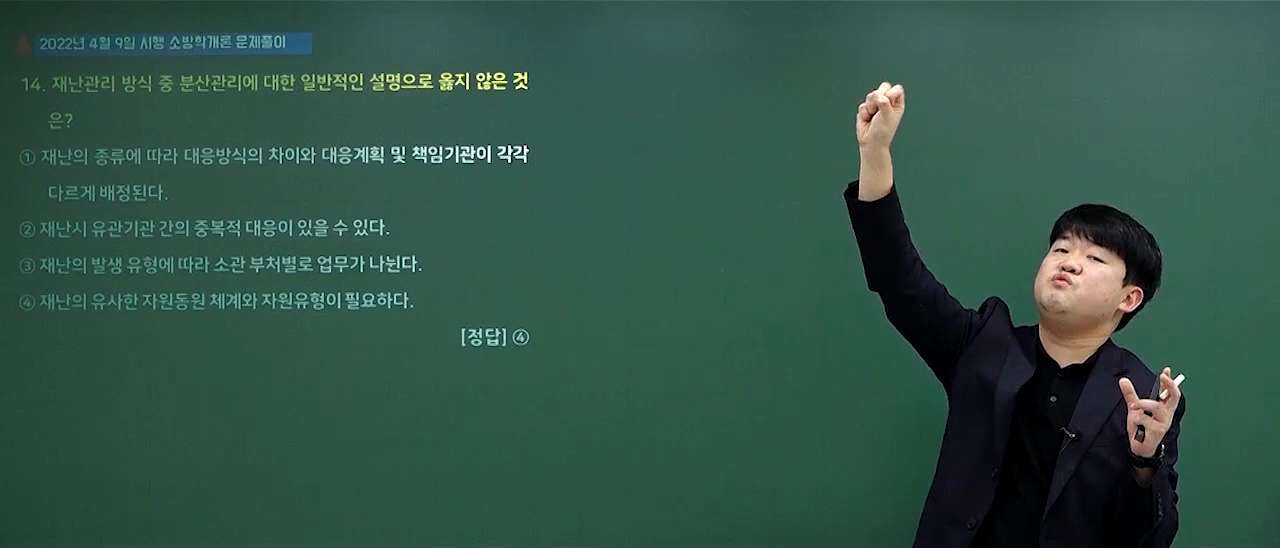 2022년 4월 9일 시행 소방학개론 문제풀이
14. 재난관리 방식 중 분산관리에 대한 일반적인 설명으로 옳지 않은 것
은?
① 재난의 종류에 따라 대응방식의 차이와 대응계획 및 책임기관이 각각
다르게 배정된다.
② 재난시 유관기관 간의 중복적 대응이 있을 수 있다.
③ 재난의 발생 유형에 따라 소관 부처별로 업무가 나뉜다.
④ 재난의 유사한 자원동원 체계와 자원유형이 필요하다.
[정답] ④